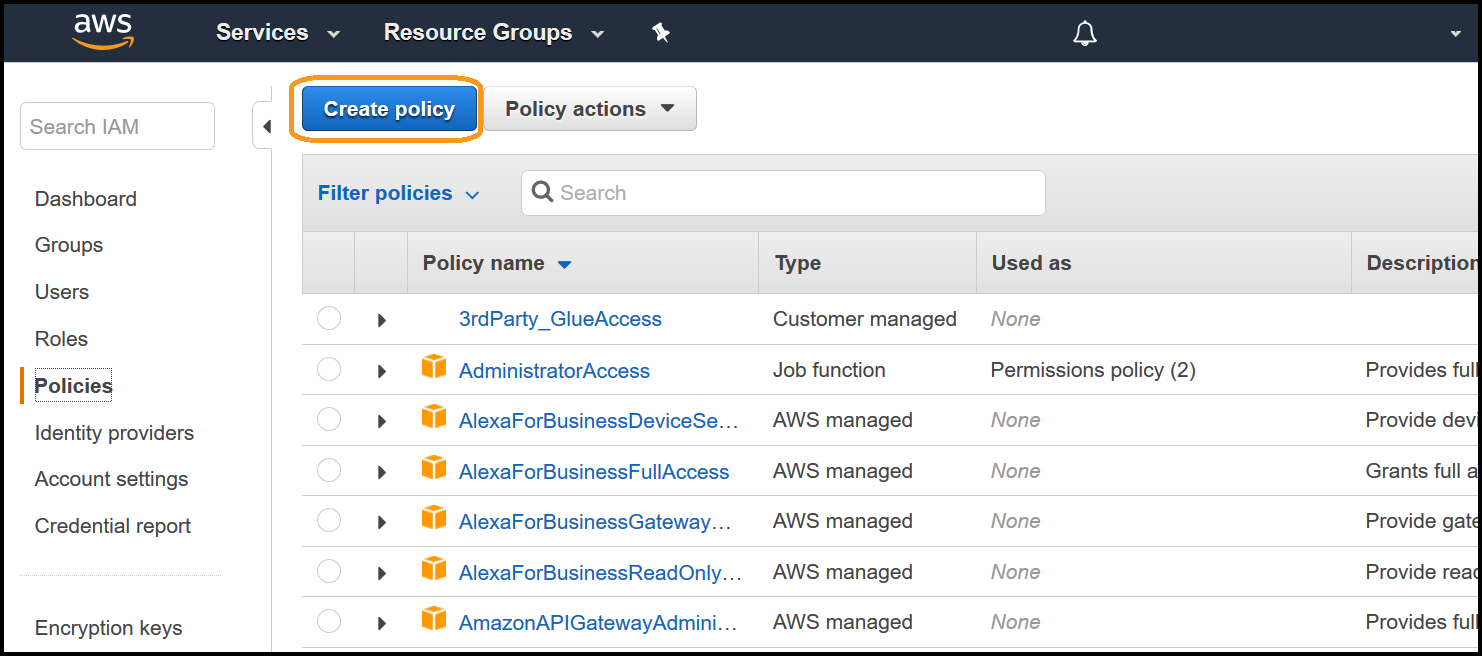 aws Services Resource Groups
Create policy Policy actions
Search IAM
Filter policies Search
Dashboard
Groups
Users
Roles
Policies
Identity providers
Account settings
Credential report
Encryption keys
Policy name Type Used as Description
3rdParty_GlueAccess Customer managed None
AdministratorAccess Job function Permissions policy (2) Provides full
AlexaForBusinessDeviceSe... AWS managed None Provide devi
AlexaForBusinessFullAccess AWS managed None Grants full a
AlexaForBusinessGateway... AWS managed None Provide gate
AlexaForBusinessReadOnly... AWS managed None Provide read
AmazonAPIGatewayAdmini... AWS managed None Provides full